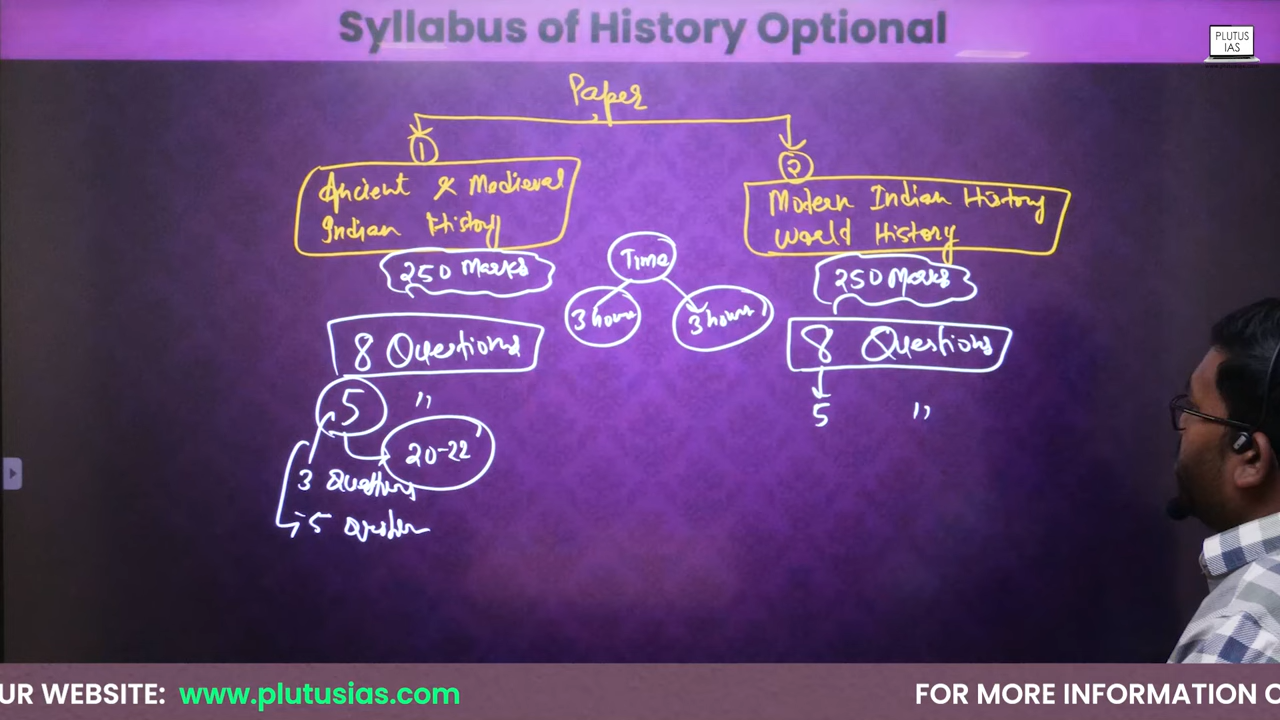 Syllabus of History Optional
PLUTUS
IAS
Paper
1
2
Ancient & Medieval
Indian History
Modern Indian History
World History
250 Marks
Time
250 Marks
3 hours
3 hours
8 Questions
8 Questions
5 "
5 "
20-22
3 Questions
5 Question
UR WEBSITE: www.plutusias.com
FOR MORE INFORMATION C